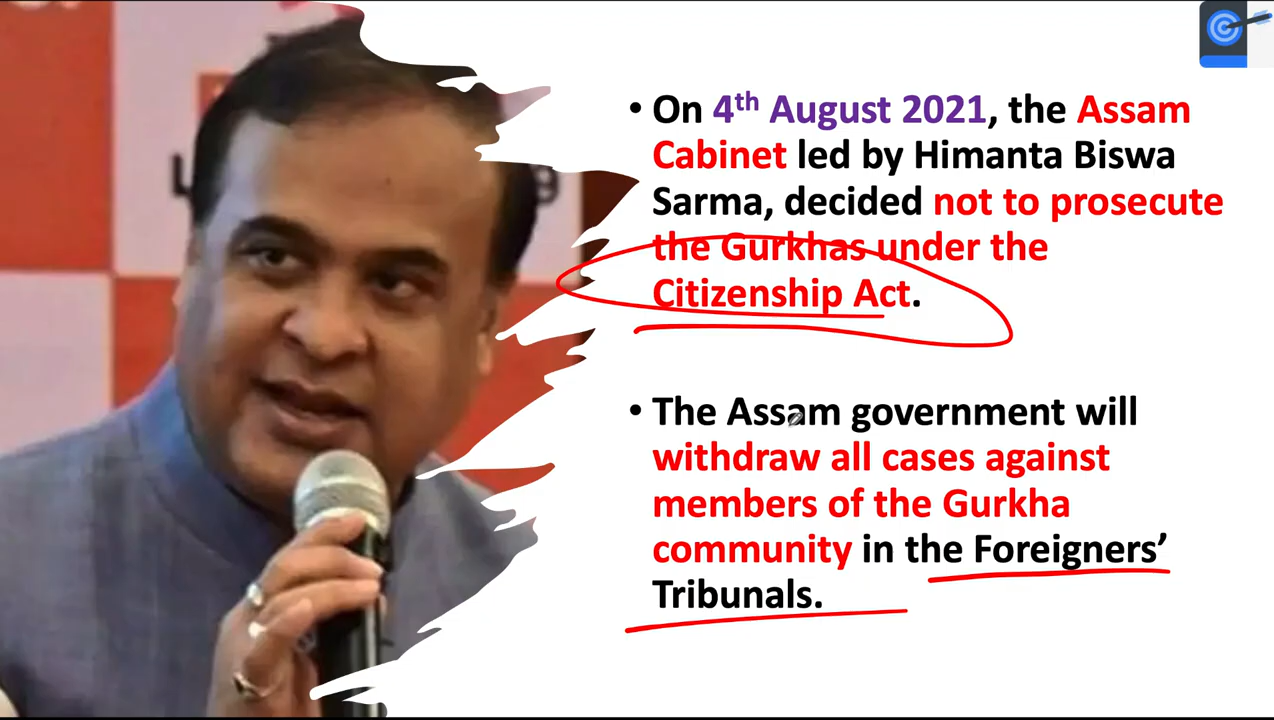 • On 4th August 2021, the Assam
Cabinet led by Himanta Biswa
Sarma, decided not to prosecute
the Gurkhas under the
Citizenship Act.
• The Assam government will
withdraw all cases against
members of the Gurkha
community in the Foreigners’
Tribunals.